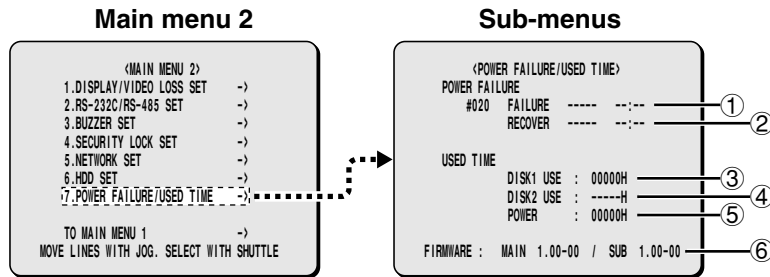 Main menu 2
<MAIN MENU 2>
1.DISPLAY/VIDEO LOSS SET ->
2.RS-232C/RS-485 SET ->
3.BUZZER SET ->
4.SECURITY LOCK SET ->
5.NETWORK SET ->
6.HDD SET ->
7.POWER FAILURE/USED TIME ->
TO MAIN MENU 1 ->
MOVE LINES WITH JOG. SELECT WITH SHUTTLE
Sub-menus
<POWER FAILURE/USED TIME>
POWER FAILURE
#020 FAILURE ----- --:-- ①
RECOVER ----- --:-- ②
USED TIME
DISK1 USE : 00000H ③
DISK2 USE : -----H ④
POWER : 00000H ⑤
FIRMWARE : MAIN 1.00-00 / SUB 1.00-00 ⑥